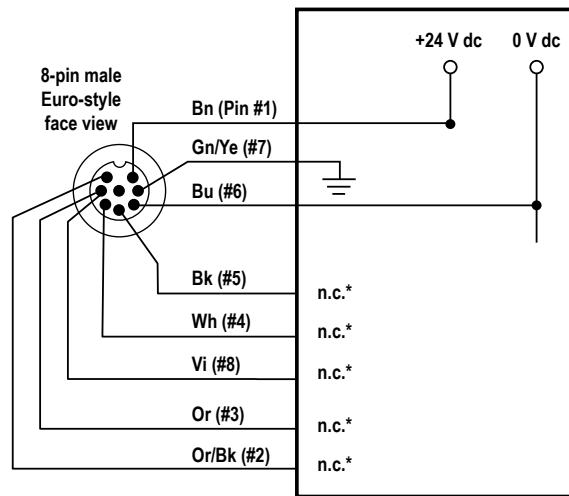 +24 V dc
0 V dc
8-pin male
Euro-style
face view
Bn (Pin #1)
Gn/Ye (#7)
Bu (#6)
Bk (#5)
n.c.*
Wh (#4)
n.c.*
Vi (#8)
n.c.*
Or (#3)
n.c.*
Or/Bk (#2)
n.c.*